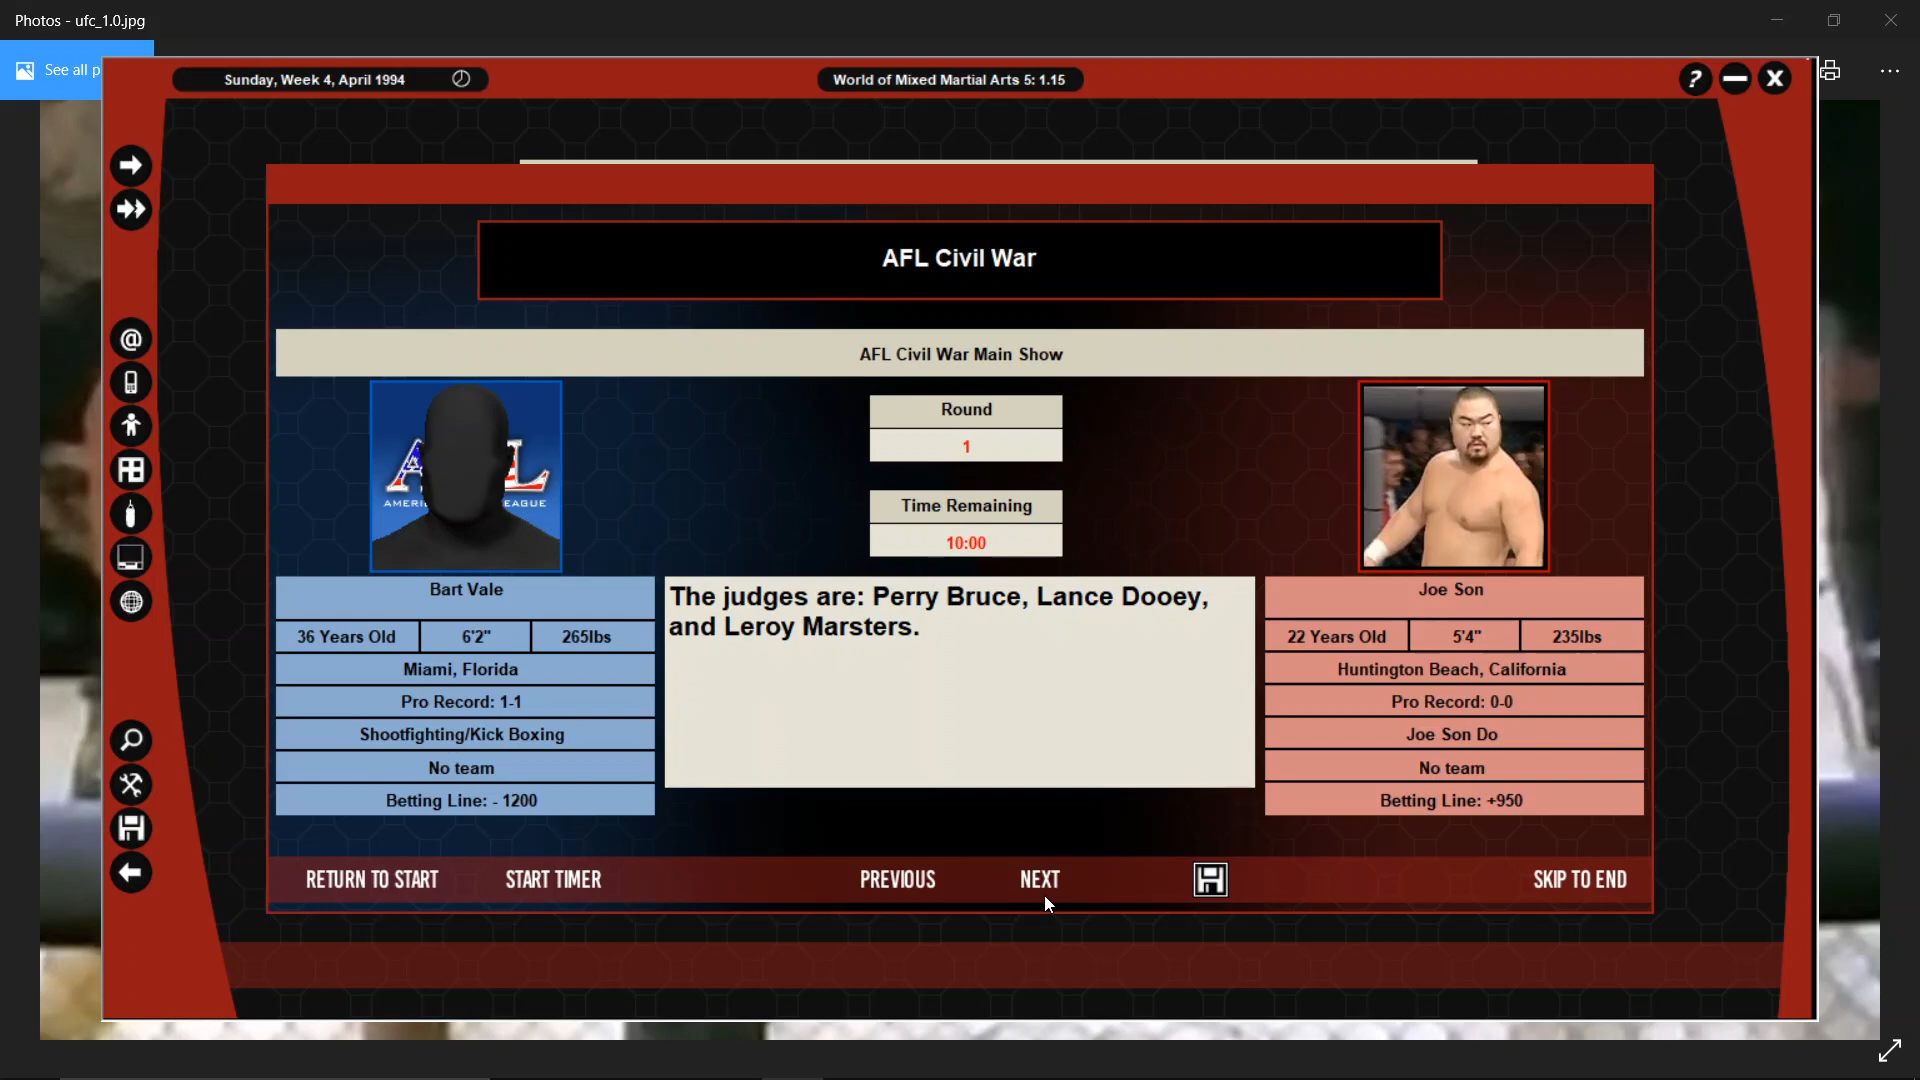 Photos - ufc_1.0.jpg
See all p
Sunday, Week 4, April 1994
World of Mixed Martial Arts 5: 1.15
AFL Civil War
AFL Civil War Main Show
Round
1
Time Remaining
10:00
Bart Vale
36 Years Old 6'2" 265lbs
Miami, Florida
Pro Record: 1-1
Shootfighting/Kick Boxing
No team
Betting Line: - 1200
The judges are: Perry Bruce, Lance Dooey,
and Leroy Marsters.
Joe Son
22 Years Old 5'4" 235lbs
Huntington Beach, California
Pro Record: 0-0
Joe Son Do
No team
Betting Line: +950
RETURN TO START START TIMER PREVIOUS NEXT SKIP TO END